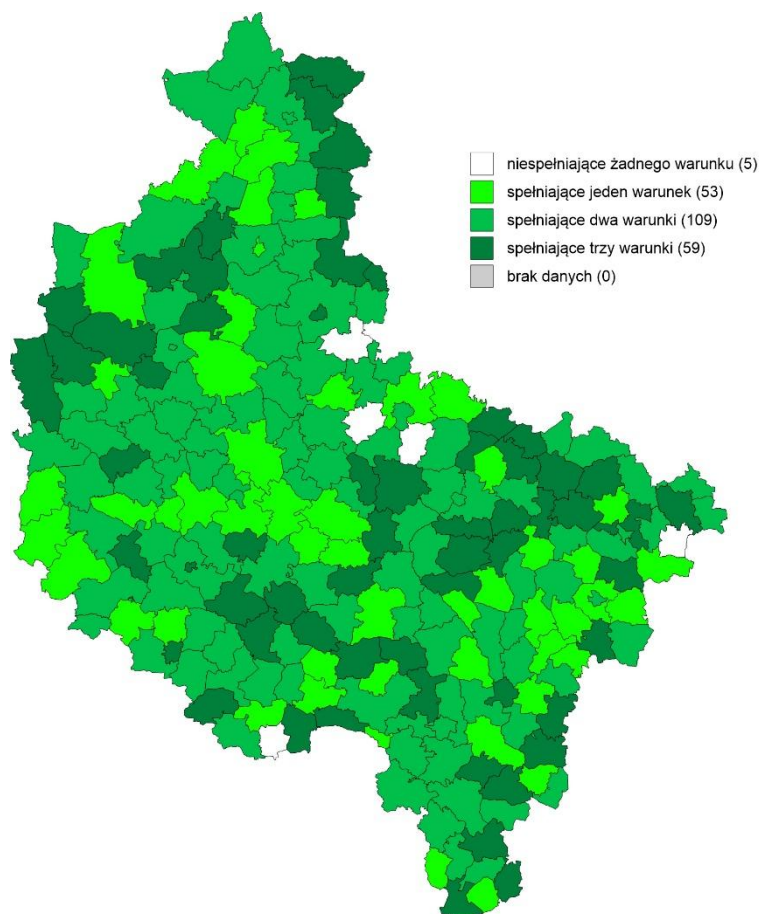 niespełniające żadnego warunku (5)
spełniające jeden warunek (53)
spełniające dwa warunki (109)
spełniające trzy warunki (59)
brak danych (0)